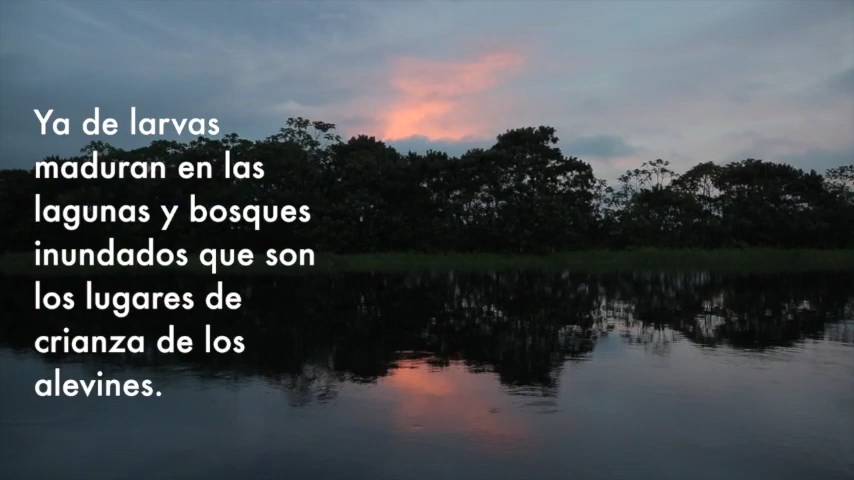 Ya de larvas
maduran en las
lagunas y bosques
inundados que son
los lugares de
crianza de los
alevines.